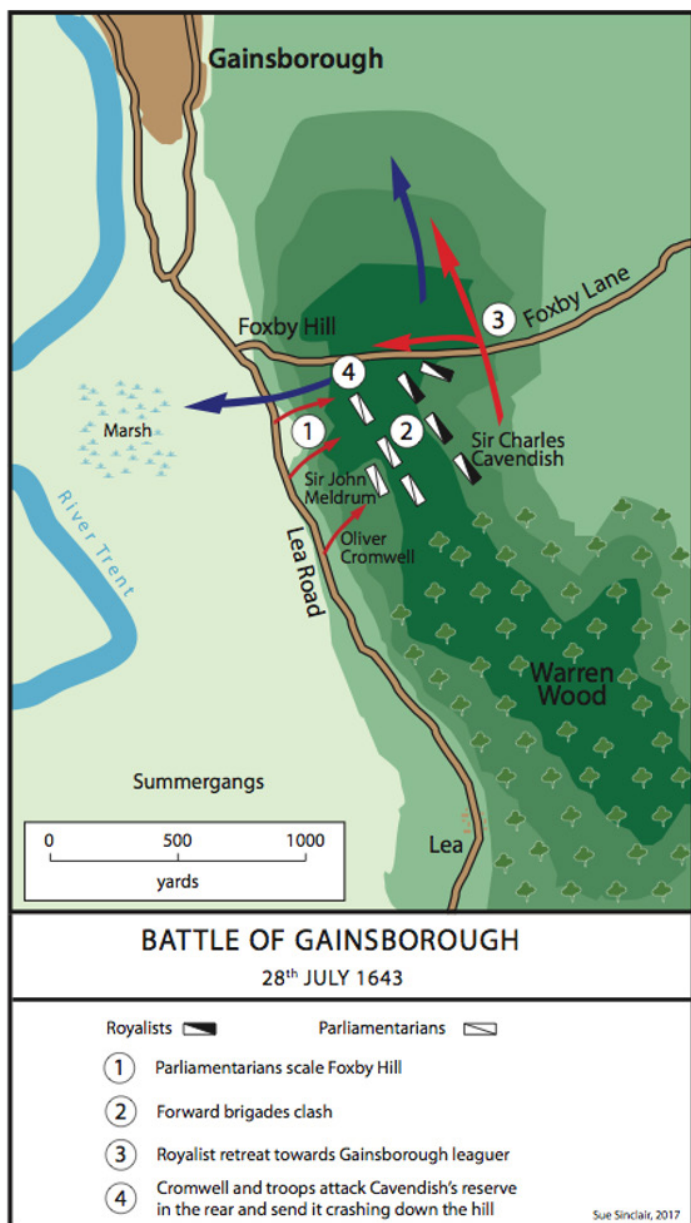 Gainsborough
Foxby Lane
3
Foxby Hill
4
Marsh
1
2
Sir Charles
Cavendish
Sir John
Meldrum
River Trent
Oliver
Cromwell
Lea Road
Warren
Wood
Summergangs
0 500 1000
yards
Lea
BATTLE OF GAINSBOROUGH
28th JULY 1643
Royalists Parliamentarians
1 Parliamentarians scale Foxby Hill
2 Forward brigades clash
3 Royalist retreat towards Gainsborough leaguer
4 Cromwell and troops attack Cavendish's reserve
in the rear and send it crashing down the hill
Sue Sinclair, 2017